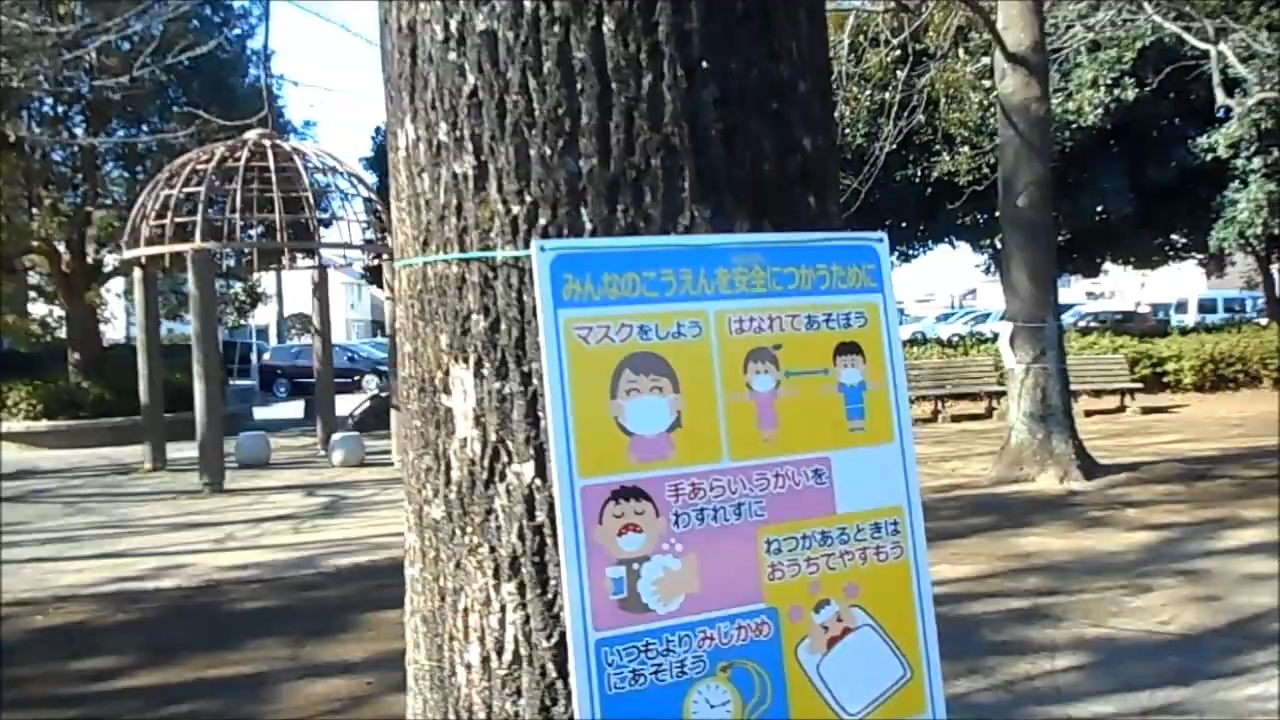 みんなのこうえんを安全につかうために
マスクをしよう
はなれてあそぼう
手あらい、うがいを
わすれずに
ねつがあるときは
おうちでやすもう
いつもよりみじかめ
にあそぼう